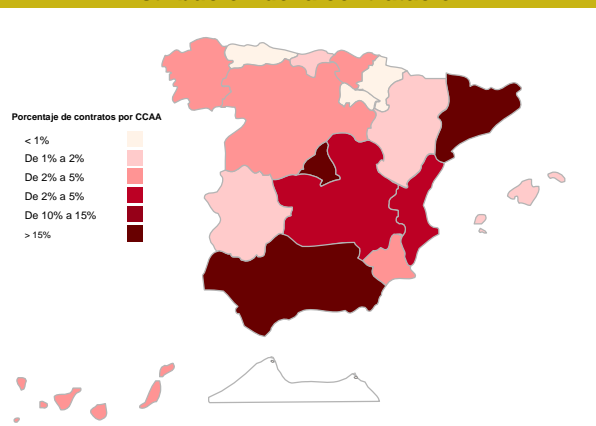 Porcentaje de contratos por CCAA
< 1%
De 1% a 2%
De 2% a 5%
De 2% a 5%
De 10% a 15%
> 15%